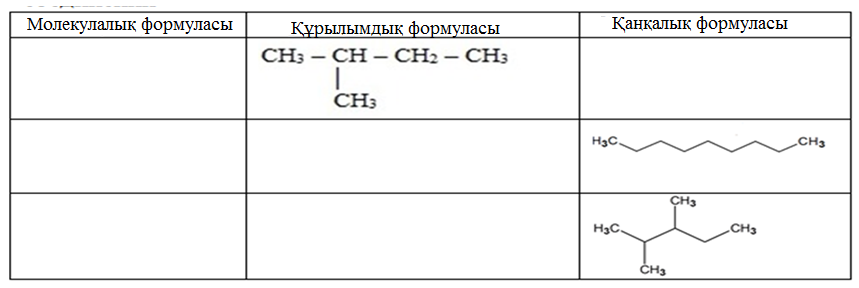 Молекулалық формуласы
Құрылымдық формуласы
Қаңқалық формуласы
CH₃ – CH – CH₂ – CH₃
|
CH₃
H₃C CH₃
CH₃
H₃C CH₃
CH₃